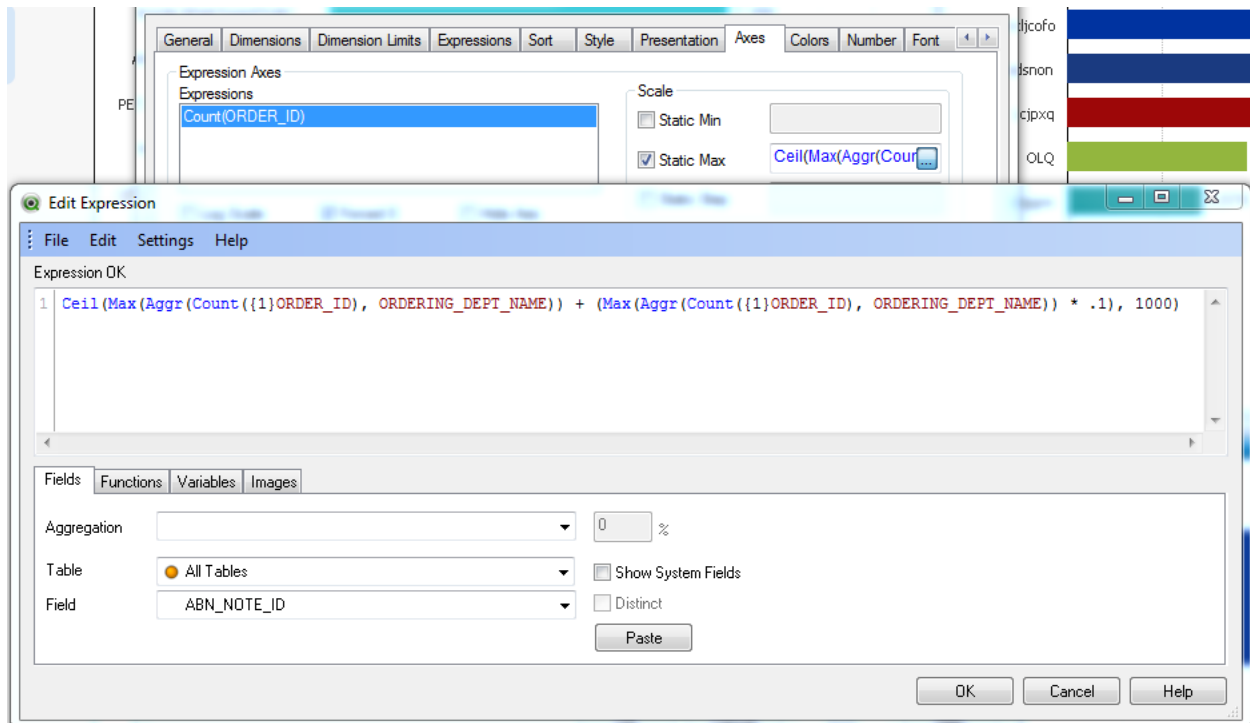 General Dimensions Dimension Limits Expressions Sort Style Presentation Axes Colors Number Font
Expression Axes
Expressions
Scale
Count(ORDER_ID)
Static Min
Static Max Ceil(Max(Aggr(Cour ...
PE
dsnon
cjpxq
OLQ
Edit Expression
File Edit Settings Help
Expression OK
1 Ceil(Max(Aggr(Count({1}ORDER_ID), ORDERING_DEPT_NAME)) + (Max(Aggr(Count({1}ORDER_ID), ORDERING_DEPT_NAME)) * .1), 1000)
Fields Functions Variables Images
Aggregation 0 %
Table All Tables Show System Fields
Field ABN_NOTE_ID Distinct
Paste
OK Cancel Help